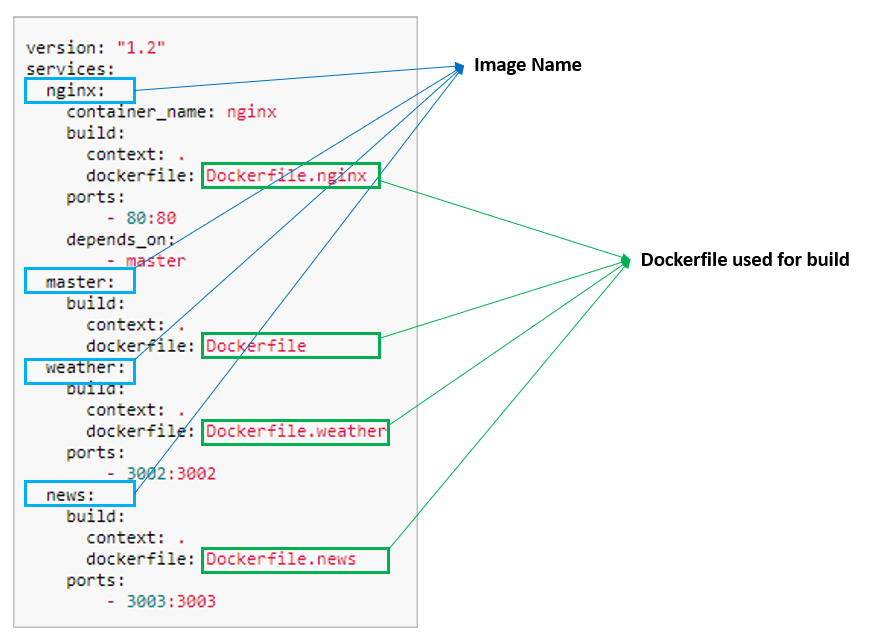 version: "1.2"
services:
nginx:
container_name: nginx
build:
context: .
dockerfile: Dockerfile.nginx
ports:
- 80:80
depends_on:
- master
master:
build:
context: .
dockerfile: Dockerfile
weather:
build:
context: .
dockerfile: Dockerfile.weather
ports:
- 3002:3002
news:
build:
context: .
dockerfile: Dockerfile.news
ports:
- 3003:3003
Image Name
Dockerfile used for build